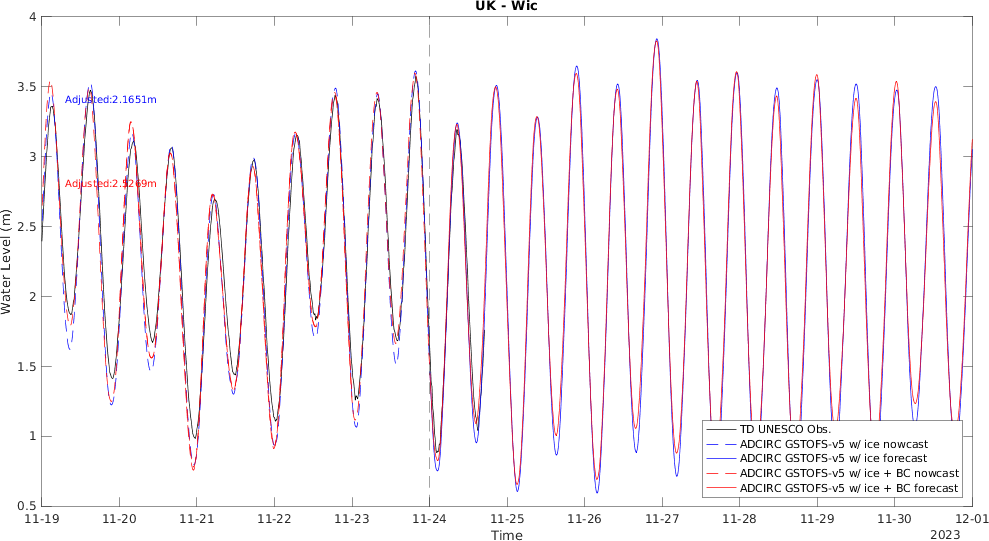 UK - Wic
4
3.5
3
2.5
2
1.5
1
0.5
Water Level (m)
Adjusted:2.1651m
Adjusted:2.5269m
TD UNESCO Obs.
ADCIRC GSTOFS-v5 w/ ice nowcast
ADCIRC GSTOFS-v5 w/ ice forecast
ADCIRC GSTOFS-v5 w/ ice + BC nowcast
ADCIRC GSTOFS-v5 w/ ice + BC forecast
11-19 11-20 11-21 11-22 11-23 11-24 11-25 11-26 11-27 11-28 11-29 11-30 12-01
Time
2023